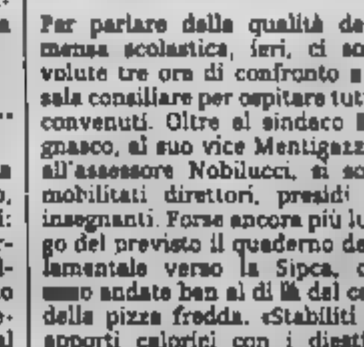 Per parlare della qualità de
mensa scolastica, ieri, ci so
volute tre ore di confronto
sala consiliare per ospitare tut
convenuti. Oltre al sindaco
gnasco, al suo vice Mentigazz
all'assessore Nobilucci, si so
mobilitati direttori, presidi
insegnanti. Forse ancora più lu
go del previsto il quaderno de
lamentale verso la Sipca, c
andate ben al di là del ca
della pizza fredda. «Stabiliti
apporti calorici con i dieti